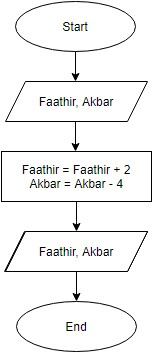 Start
Faathir, Akbar
Faathir = Faathir + 2
Akbar = Akbar - 4
Faathir, Akbar
End